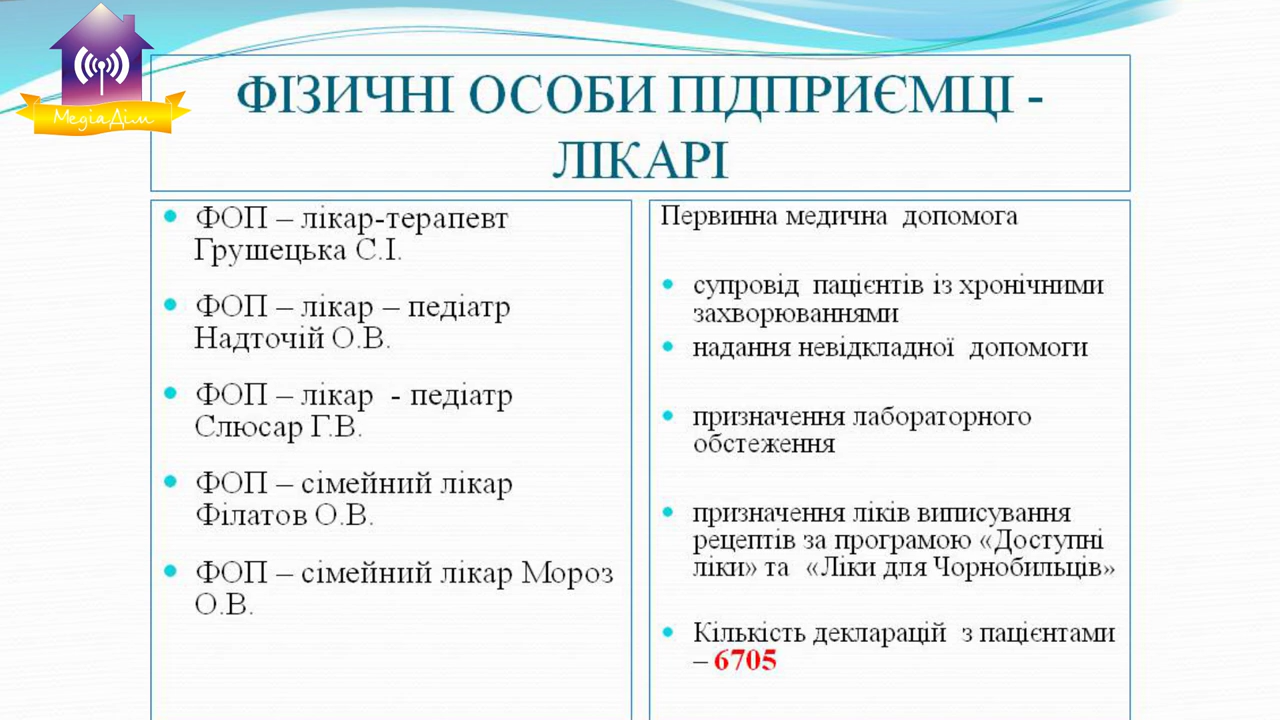 МедіаДім
ФІЗИЧНІ ОСОБИ ПІДПРИЄМЦІ -
ЛІКАРІ
ФОП – лікар-терапевт
Грушецька С.І.
ФОП – лікар – педіатр
Надточій О.В.
ФОП – лікар - педіатр
Слюсар Г.В.
ФОП – сімейний лікар
Філатов О.В.
ФОП – сімейний лікар Мороз
О.В.
Первинна медична допомога
супровід пацієнтів із хронічними
захворюваннями
надання невідкладної допомоги
призначення лабораторного
обстеження
призначення ліків виписування
рецептів за програмою «Доступні
ліки» та «Ліки для Чорнобильців»
Кількість декларацій з пацієнтами
– 6705